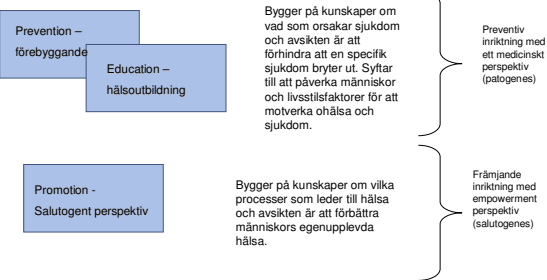 Prevention –
förebyggande
Education –
hälsoutbildning
Bygger på kunskaper om
vad som orsakar sjukdom
och avsikten är att
förhindra att en specifik
sjukdom bryter ut. Syftar
till att påverka människor
och livsstilsfaktorer för att
motverka ohälsa och
sjukdom.
Preventiv
inriktning med
ett medicinskt
perspektiv
(patogenes)
Promotion -
Salutogent perspektiv
Bygger på kunskaper om vilka
processer som leder till hälsa
och avsikten är att förbättra
människors egenupplevda
hälsa.
Främjande
inriktning med
empowerment
perspektiv
(salutogenes)